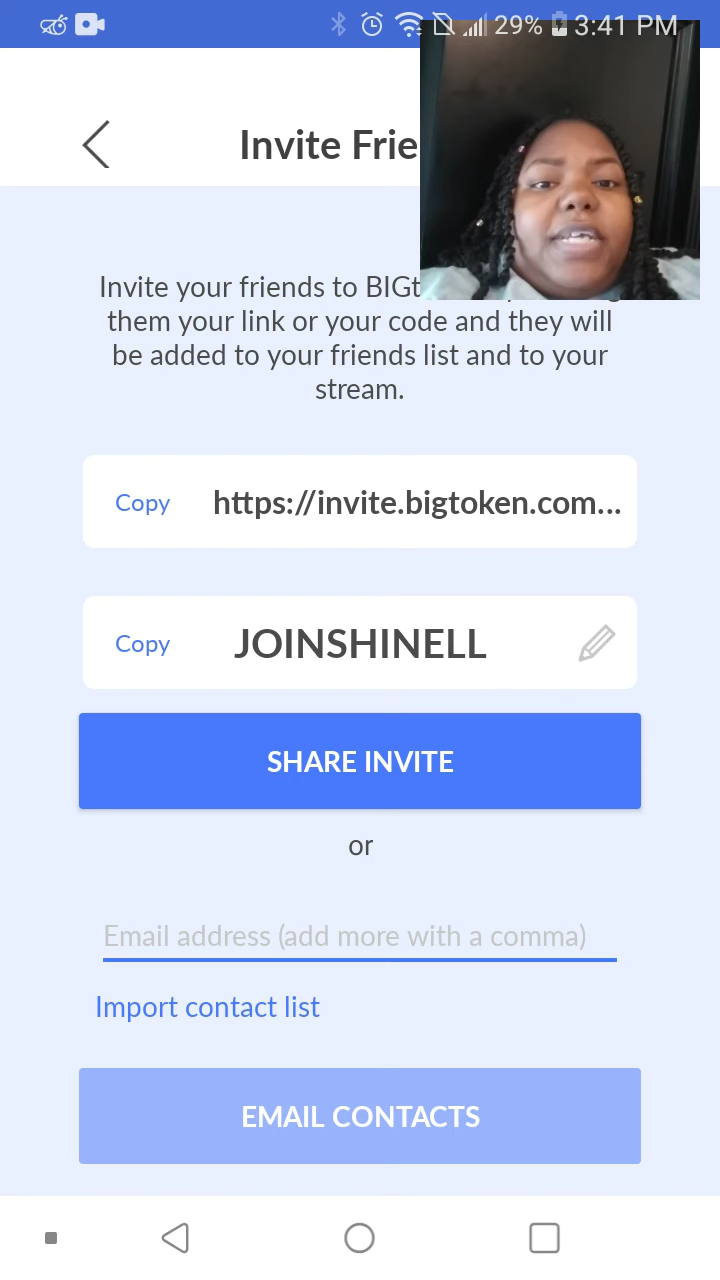 29% 3:41 PM
Invite Frie
Invite your friends to BIGt
them your link or your code and they will
be added to your friends list and to your
stream.
Copy https://invite.bigtoken.com...
Copy JOINSHINELL
SHARE INVITE
or
Email address (add more with a comma)
Import contact list
EMAIL CONTACTS